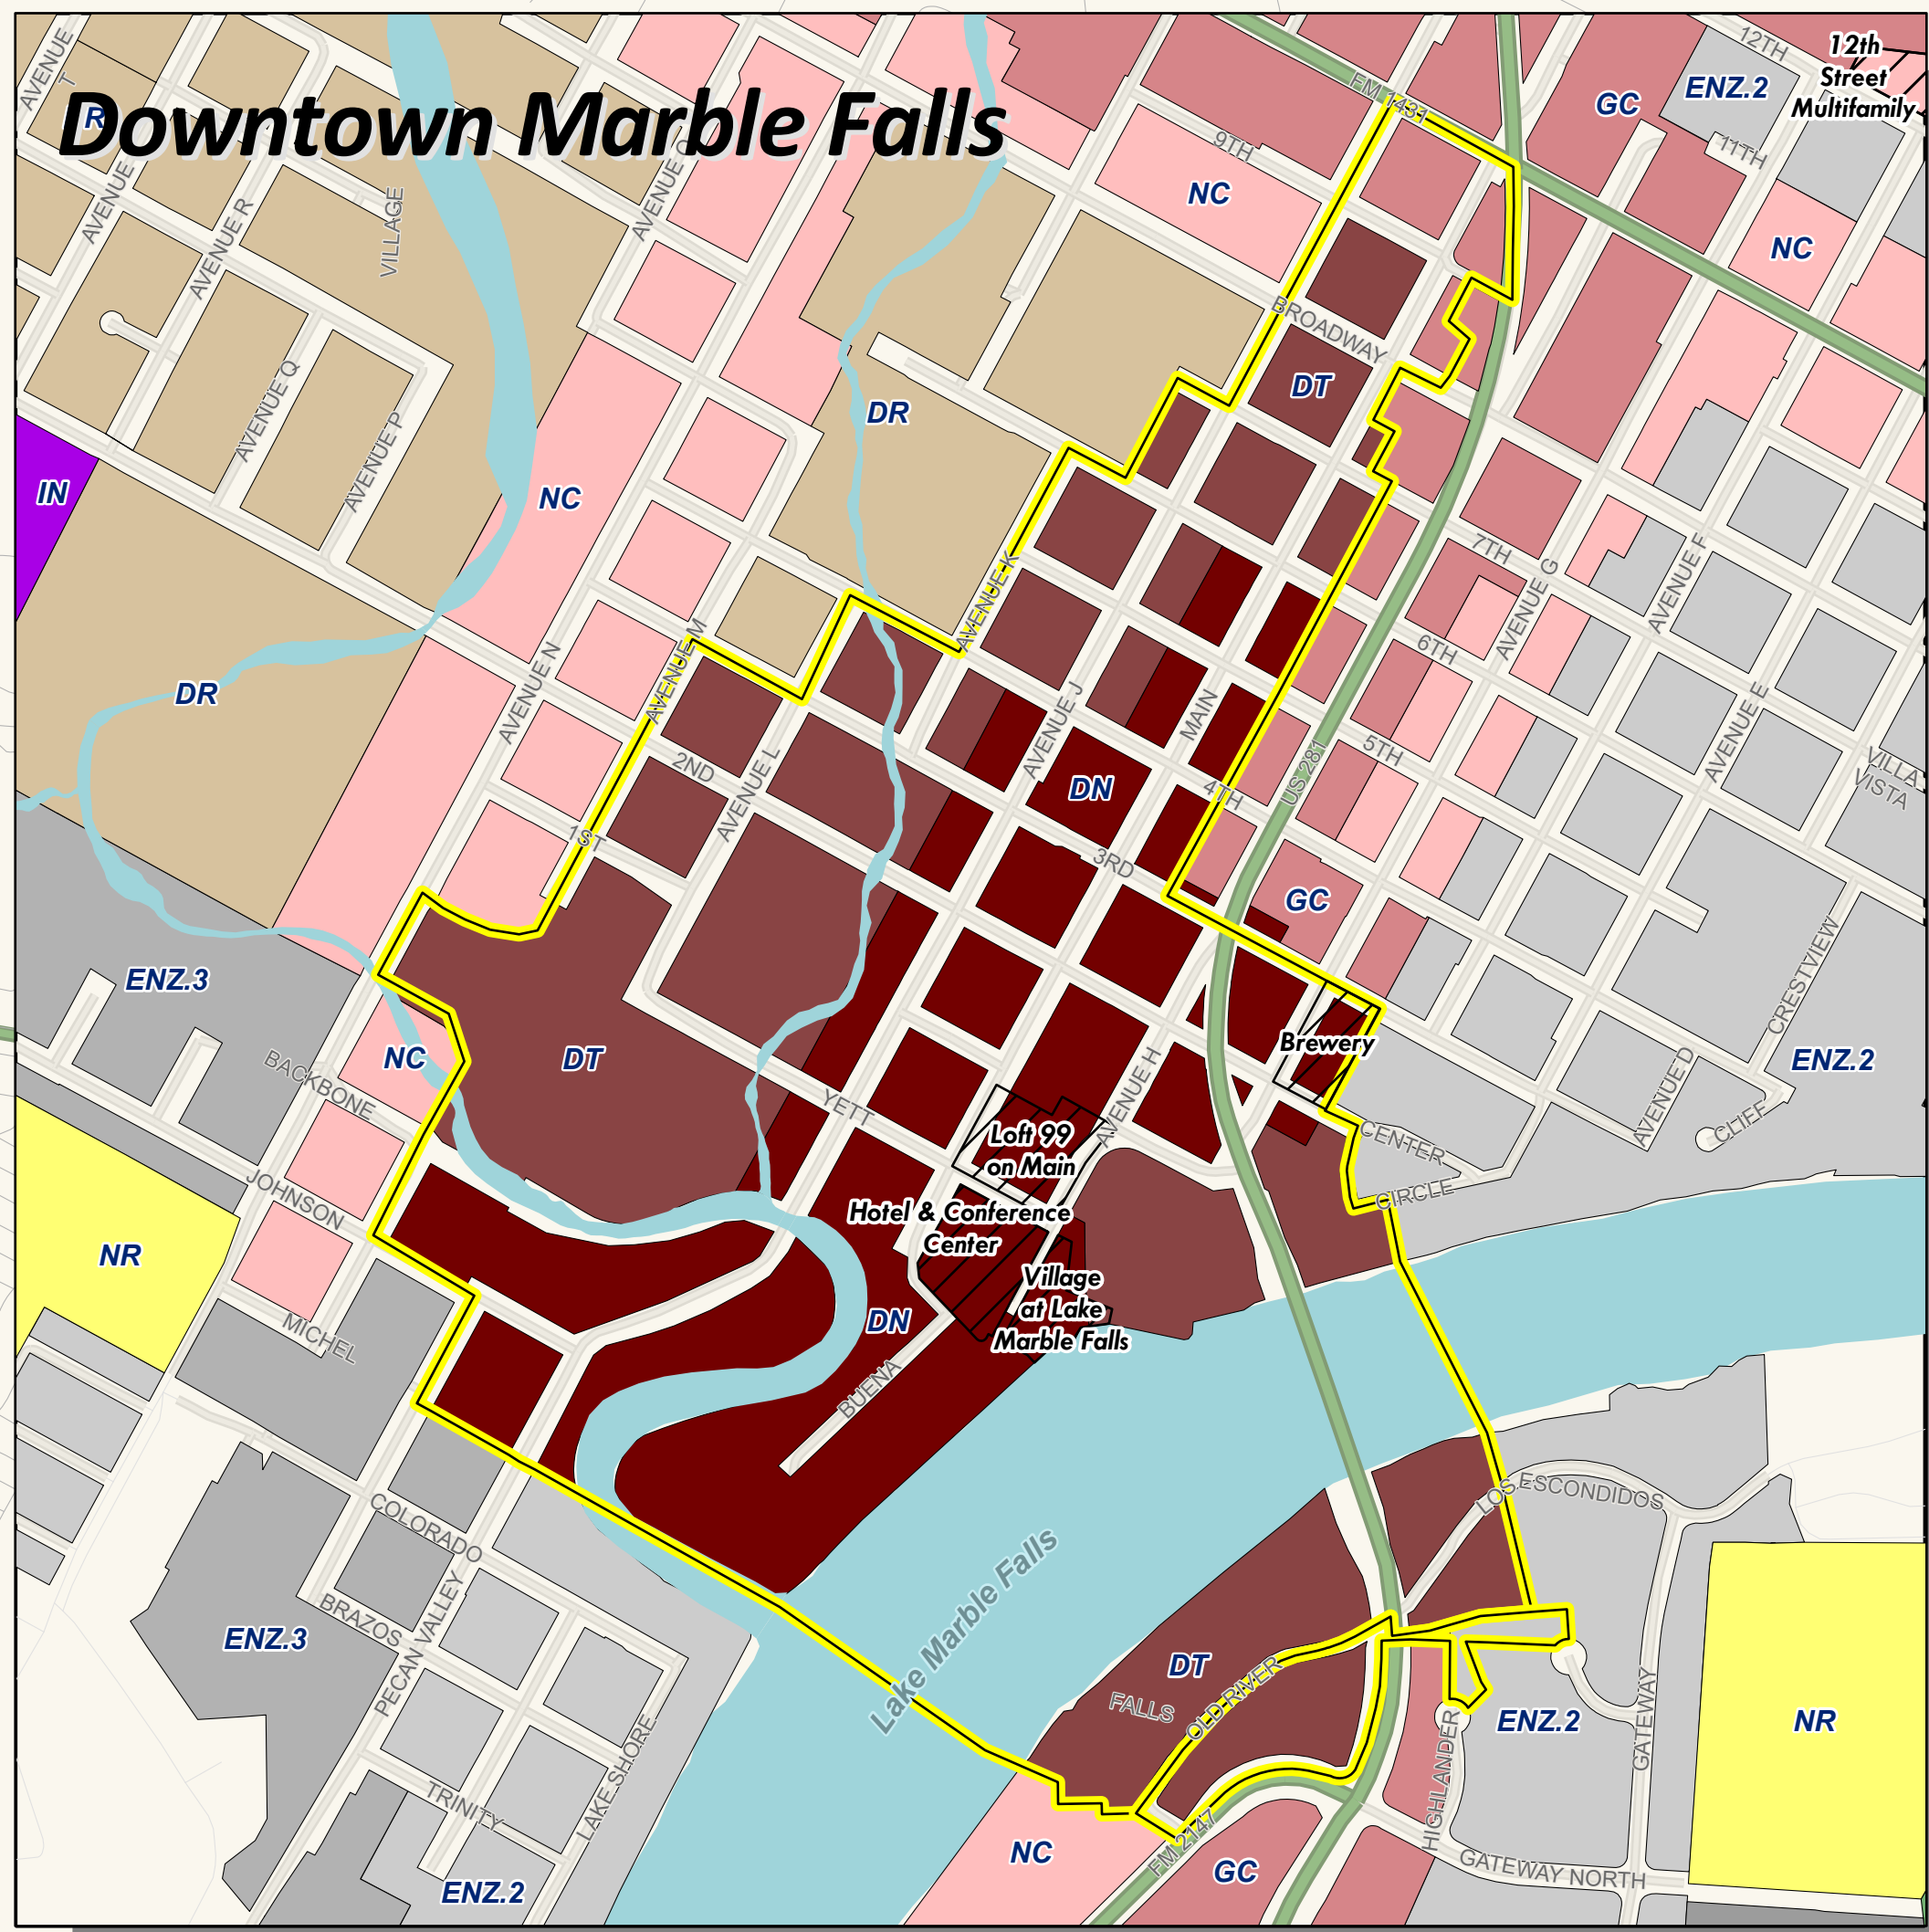 Downtown Marble Falls
AVENUE T
R
AVENUE
AVENUE R
VILLAGE
AVENUE O
FM 1431
12TH
12th
Street
Multifamily
ENZ.2
GC
11TH
9TH
NC
NC
BROADWAY
DT
DR
AVENUE Q
AVENUE P
IN
NC
AVENUE K
7TH
AVENUE G
AVENUE F
6TH
AVENUE M
AVENUE N
DR
AVENUE J
MAIN
5TH
AVENUE E
US 281
VILLA
VISTA
2ND
AVENUE L
DN
4TH
1ST
3RD
GC
ENZ.3
CRESTVIEW
NC
DT
Brewery
ENZ.2
BACKBONE
YETT
AVENUE H
AVENUE D
CLIFF
CENTER
Loft 99
on Main
CIRCLE
JOHNSON
Hotel & Conference
Center
NR
Village
at Lake
Marble Falls
DN
MICHEL
BUENA
COLORADO
LOS ESCONDIDOS
Lake Marble Falls
BRAZOS
ENZ.3
PECAN VALLEY
DT
OLD RIVER
FALLS
ENZ.2
GATEWAY
NR
HIGHLANDER
LAKE SHORE
TRINITY
NC
FM 2147
GC
GATEWAY NORTH
ENZ.2